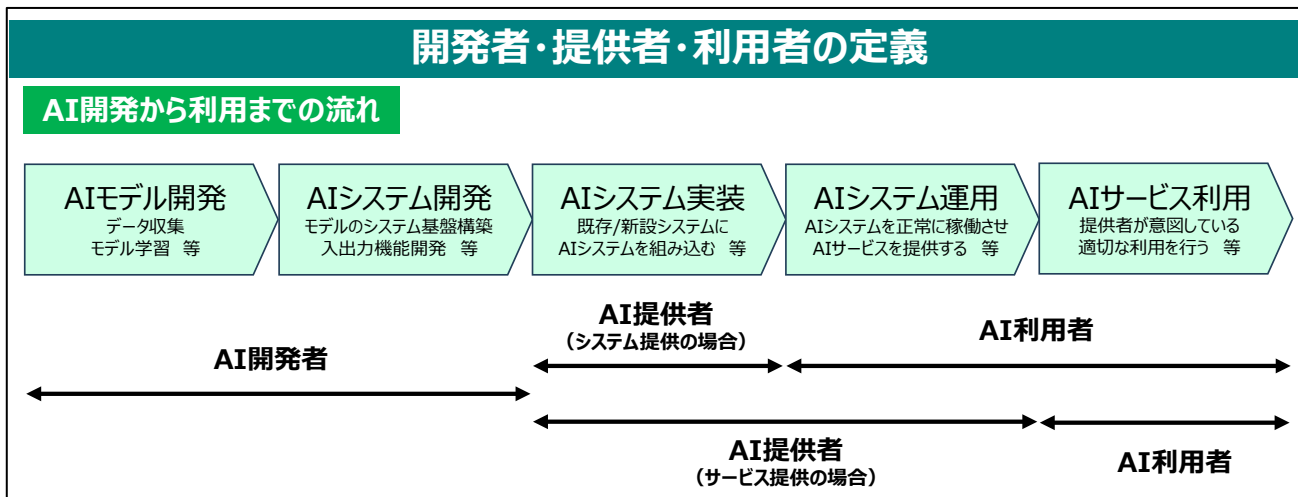 開発者・提供者・利用者の定義
AI開発から利用までの流れ
AIモデル開発
データ収集
モデル学習 等
AIシステム開発
モデルのシステム基盤構築
入出力機能開発 等
AIシステム実装
既存/新設システムに
AIシステムを組み込む 等
AIシステム運用
AIシステムを正常に稼働させ
AIサービスを提供する 等
AIサービス利用
提供者が意図している
適切な利用を行う 等
AI開発者
AI提供者
(システム提供の場合)
AI利用者
AI提供者
(サービス提供の場合)
AI利用者